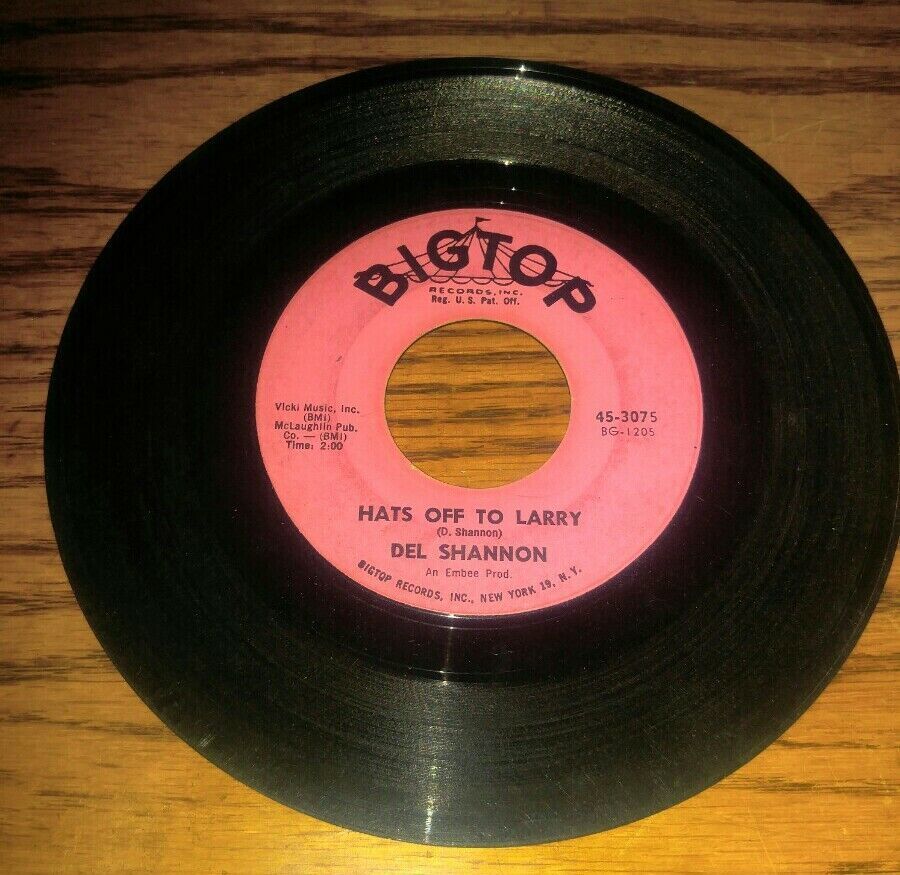 BIGTOP
RECORDS, INC.
Reg. U. S. Pat. Off.
Vicki Music, Inc.
(BMI)
McLaughlin Pub.
Co. — (BMI)
Time: 2:00
45-3075
BG-1205
HATS OFF TO LARRY
(D. Shannon)
DEL SHANNON
An Embee Prod.
BIGTOP RECORDS, INC., NEW YORK 19, N. Y.